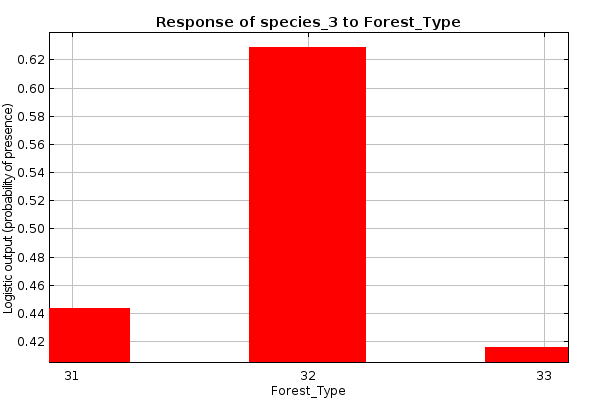 Response of species_3 to Forest_Type
Logistic output (probability of presence)
0.62
0.60
0.58
0.56
0.54
0.52
0.50
0.48
0.46
0.44
0.42
31 32 33
Forest_Type